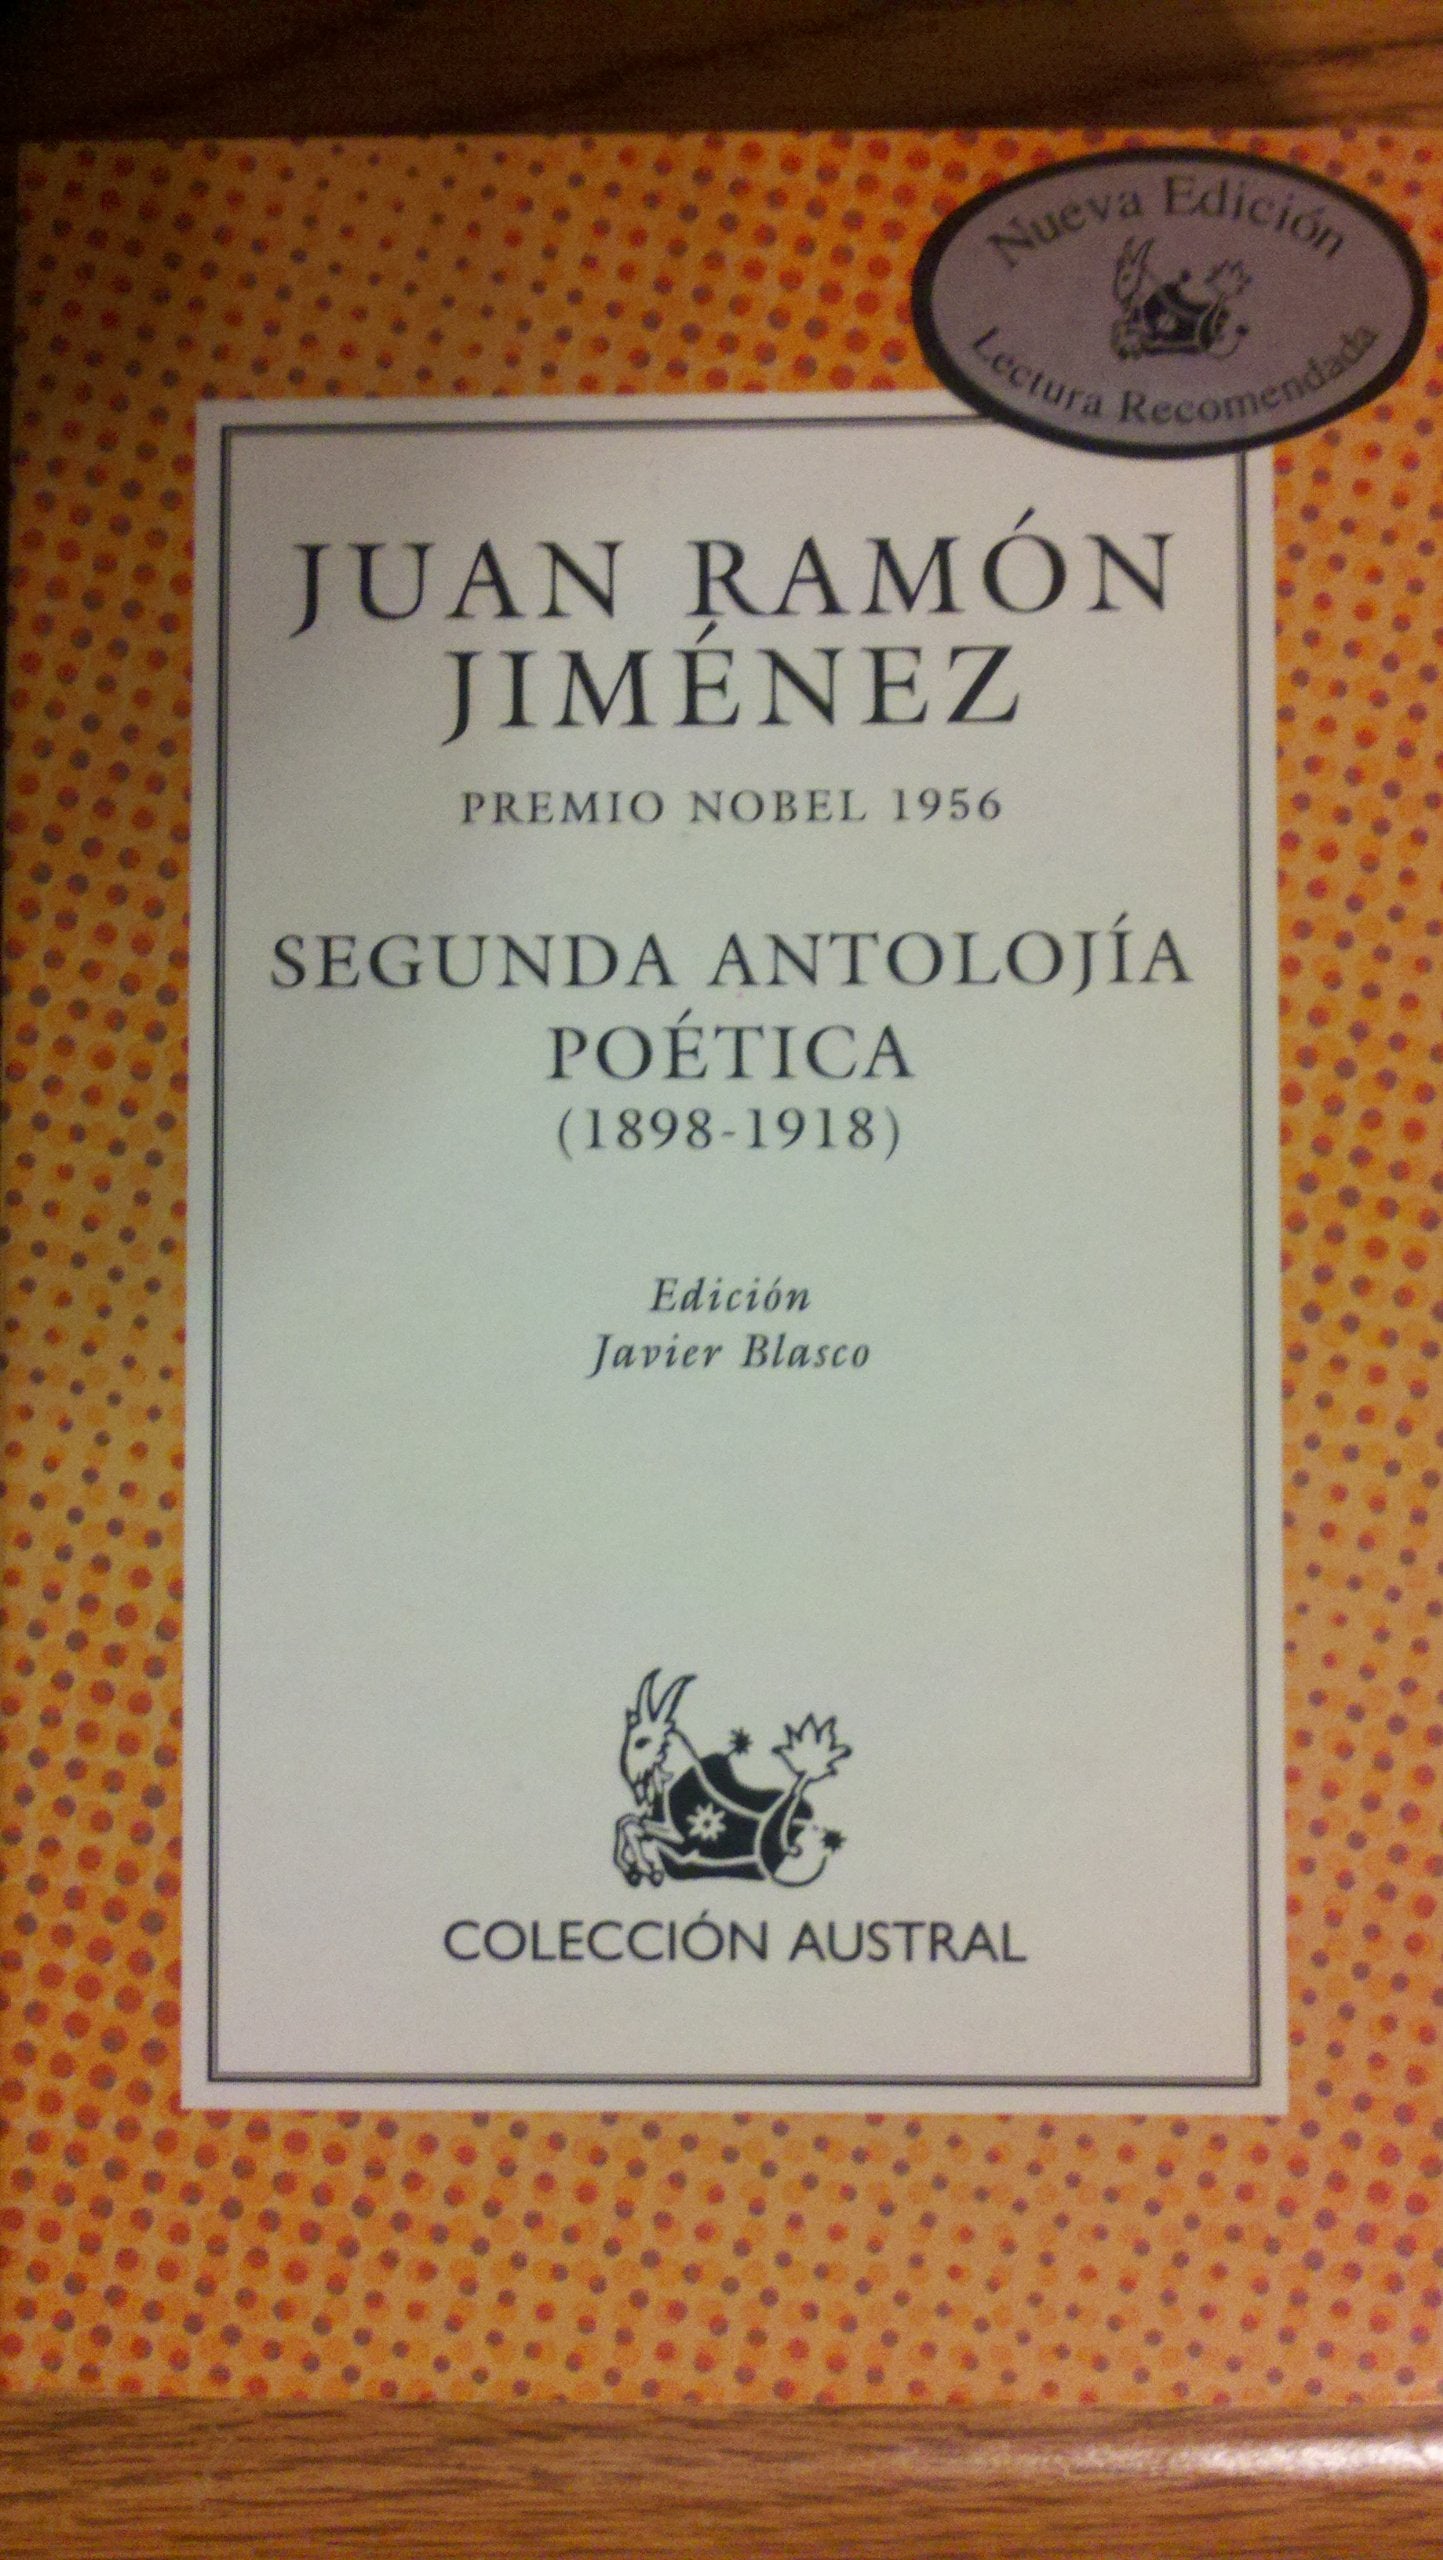 Nueva Edición
Lectura Recomendada
JUAN RAMÓN
JIMÉNEZ
PREMIO NOBEL 1956
SEGUNDA ANTOLOJÍA
POÉTICA
(1898-1918)
Edición
Javier Blasco
COLECCIÓN AUSTRAL